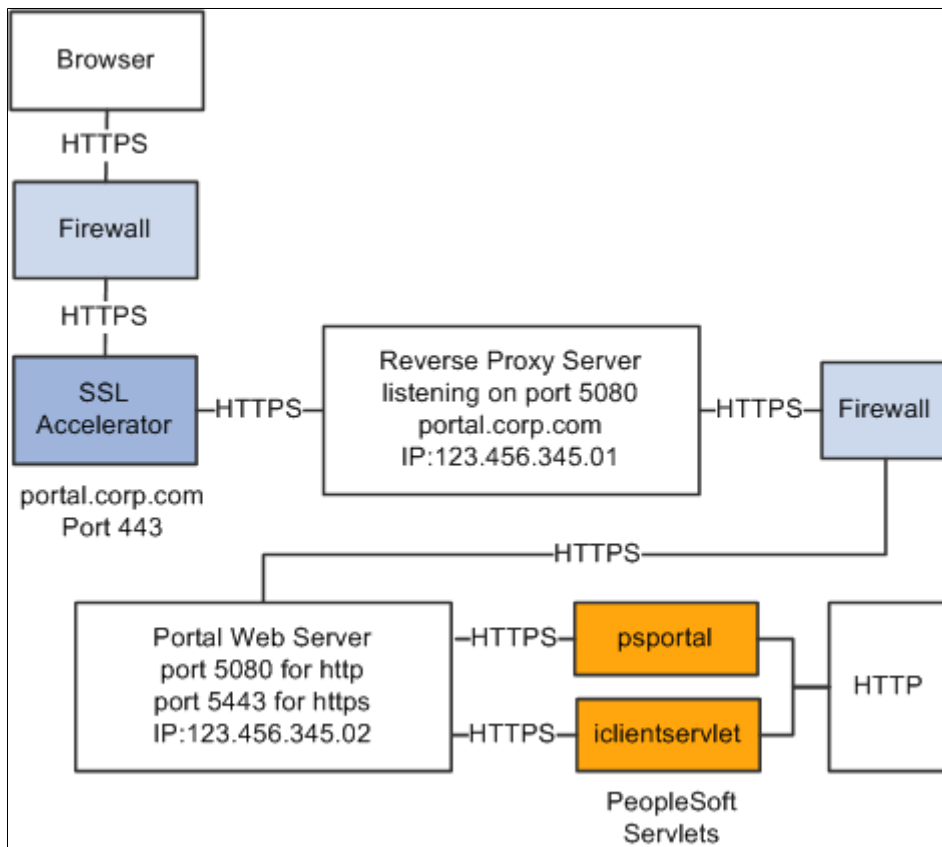 Browser
HTTPS
Firewall
HTTPS
SSL
Accelerator
HTTPS
Reverse Proxy Server
listening on port 5080
portal.corp.com
IP:123.456.345.01
HTTPS
Firewall
portal.corp.com
Port 443
HTTPS
Portal Web Server
port 5080 for http
port 5443 for https
IP:123.456.345.02
HTTPS
psportal
HTTPS
iclientservlet
HTTP
PeopleSoft
Servlets